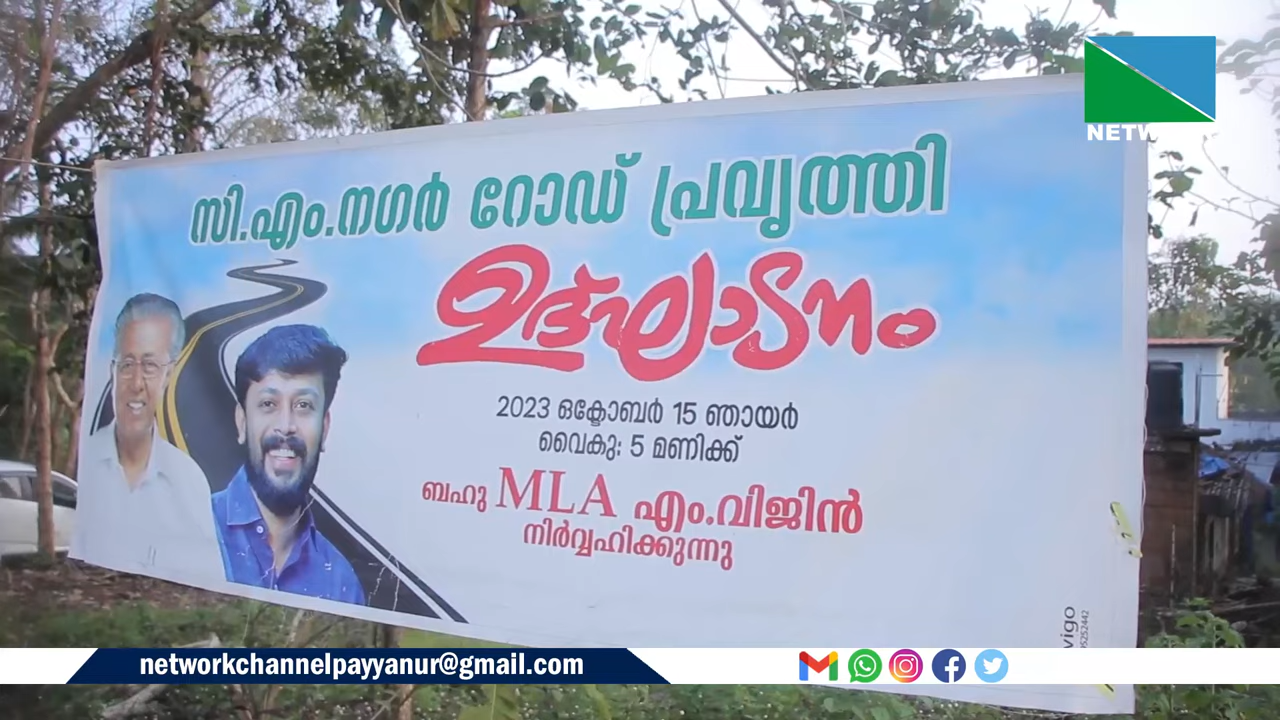 NETW
സി.എം.നഗർ റോഡ് പ്രവൃത്തി
ഉദ്ഘാടനം
2023 ഒക്ടോബർ 15 ഞായർ
വൈകു: 5 മണിക്ക്
ബഹു MLA എം.വിജിൻ
നിർവ്വഹിക്കുന്നു
vigo
networkchannelpayyanur@gmail.com